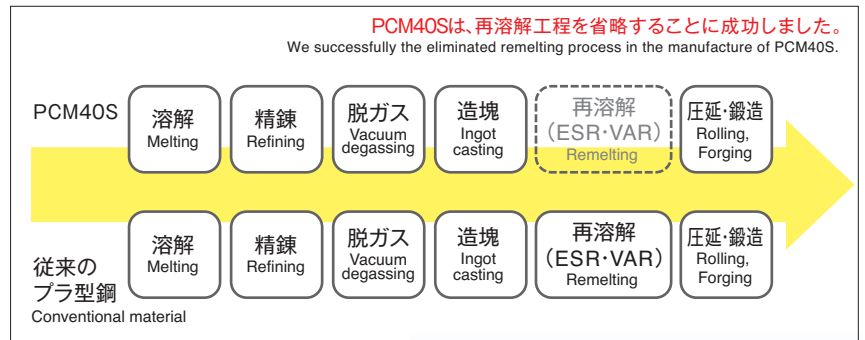 PCM40Sは、再溶解工程を省略することに成功しました。
We successfully the eliminated remelting process in the manufacture of PCM40S.
PCM40S
溶解
Melting
精錬
Refining
脱ガス
Vacuum
degassing
造塊
Ingot
casting
再溶解
（ESR・VAR）
Remelting
圧延・鍛造
Rolling,
Forging
従来の
プラ型鋼
Conventional material
溶解
Melting
精錬
Refining
脱ガス
Vacuum
degassing
造塊
Ingot
casting
再溶解
（ESR・VAR）
Remelting
圧延・鍛造
Rolling,
Forging